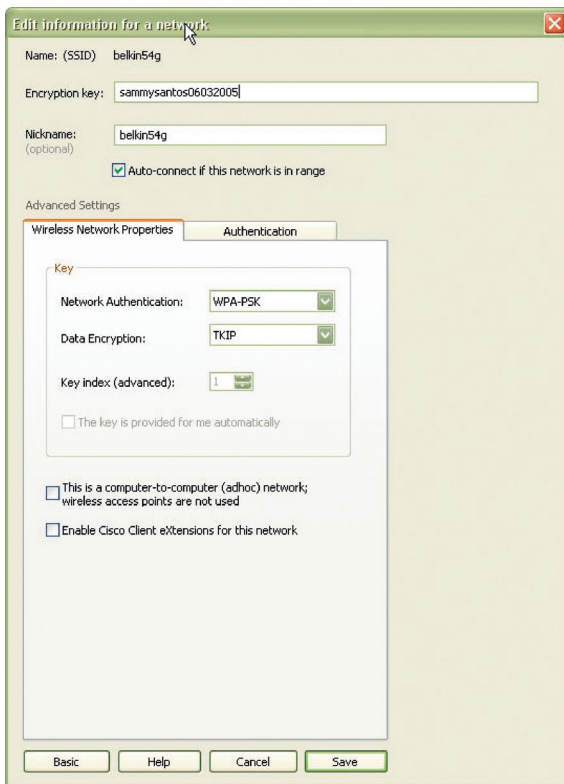 Edit information for a network
Name: (SSID) belkin54g
Encryption key: sammysantos06032005
Nickname: belkin54g
(optional)
Auto-connect if this network is in range
Advanced Settings
Wireless Network Properties Authentication
Key
Network Authentication: WPA-PSK
Data Encryption: TKIP
Key index (advanced): 1
The key is provided for me automatically
This is a computer-to-computer (adhoc) network;
wireless access points are not used
Enable Cisco Client eXtensions for this network
Basic Help Cancel Save